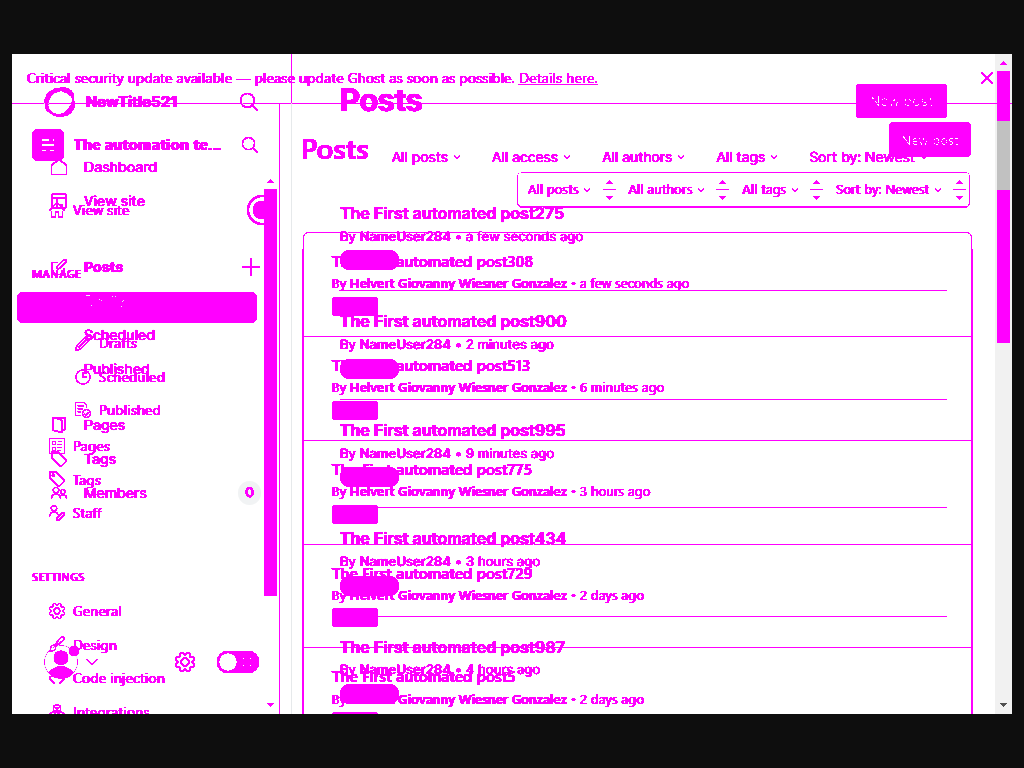 Critical security update available — please update Ghost as soon as possible. Details here.
NewTitle521
Posts
New post
The automation te...
Posts
New post
Dashboard
All posts
All access
All authors
All tags
Sort by: Newest
View site
View site
All posts
All authors
All tags
Sort by: Newest
The First automated post275
By NameUser284 • a few seconds ago
Posts
MANAGE
automated post308
By Helvert Giovanny Wiesner Gonzalez • a few seconds ago
The First automated post900
By NameUser284 • 2 minutes ago
Scheduled
Drafts
automated post513
By Helvert Giovanny Wiesner Gonzalez • 6 minutes ago
Published
Scheduled
Published
Pages
The First automated post995
By NameUser284 • 9 minutes ago
Pages
Tags
The First automated post775
By Helvert Giovanny Wiesner Gonzalez • 3 hours ago
Tags
Members
0
Staff
The First automated post434
By NameUser284 • 3 hours ago
The First automated post729
By Helvert Giovanny Wiesner Gonzalez • 2 days ago
SETTINGS
General
Design
The First automated post987
By NameUser284 • 4 hours ago
The First automated post5
Code injection
By Helvert Giovanny Wiesner Gonzalez • 2 days ago
Integrations